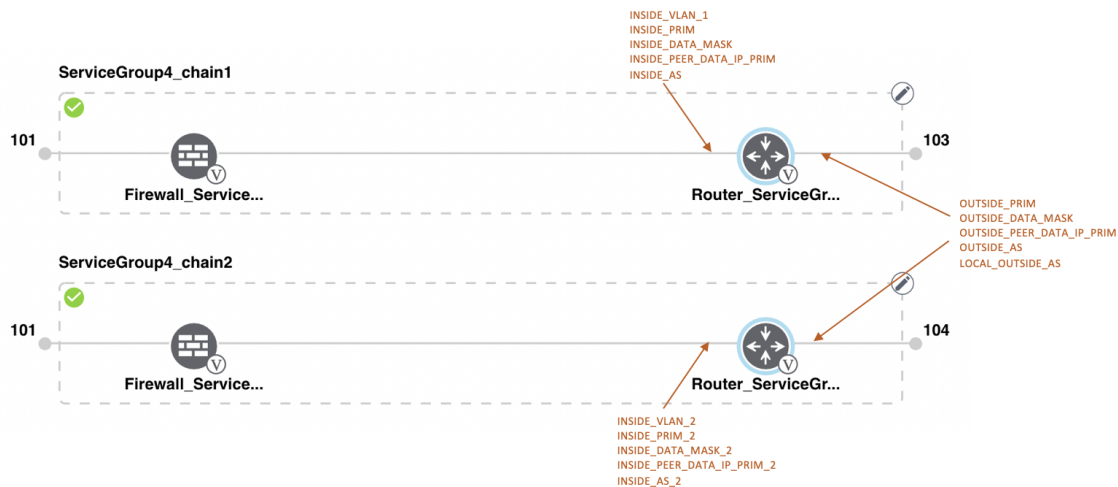 INSIDE_VLAN_1
INSIDE_PRIM
INSIDE_DATA_MASK
INSIDE_PEER_DATA_IP_PRIM
INSIDE_AS
ServiceGroup4_chain1
101
103
V
V
Firewall_Service...
Router_ServiceGr...
OUTSIDE_PRIM
OUTSIDE_DATA_MASK
OUTSIDE_PEER_DATA_IP_PRIM
OUTSIDE_AS
LOCAL_OUTSIDE_AS
ServiceGroup4_chain2
101
104
V
V
Firewall_Service...
Router_ServiceGr...
INSIDE_VLAN_2
INSIDE_PRIM_2
INSIDE_DATA_MASK_2
INSIDE_PEER_DATA_IP_PRIM_2
INSIDE_AS_2